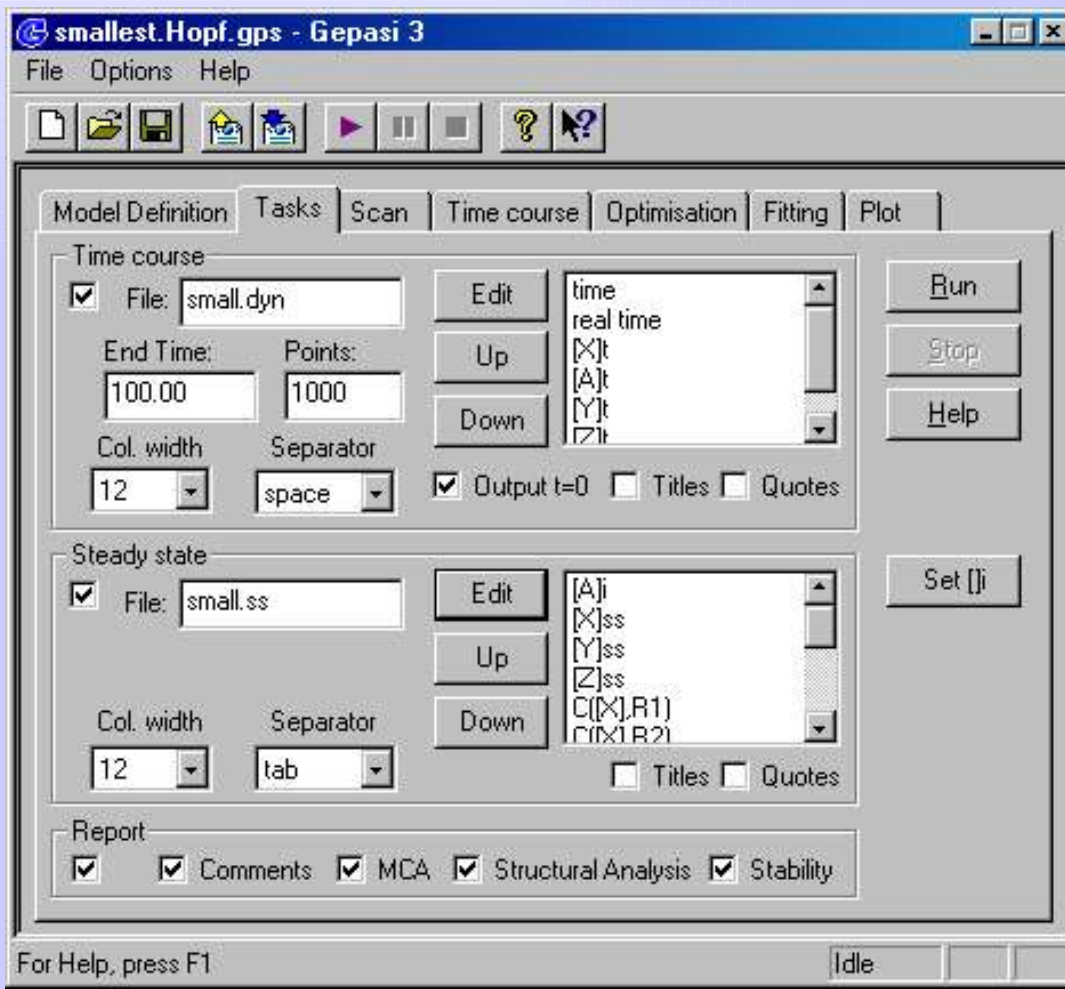 smallest.Hopf.gps - Gepasi 3
File Options Help
Model Definition Tasks Scan Time course Optimisation Fitting Plot
Time course
File: small.dyn
End Time: Points:
100.00 1000
Col. width Separator
12 space
Edit
Up
Down
time
real time
[X]t
[A]t
[Y]t
[Z]t
Output t=0 Titles Quotes
Run
Stop
Help
Steady state
File: small.ss
Col. width Separator
12 tab
Edit
Up
Down
[A]i
[X]ss
[Y]ss
[Z]ss
C([X],R1)
C([X],R2)
Titles Quotes
Set []i
Report
Comments MCA Structural Analysis Stability
For Help, press F1 Idle